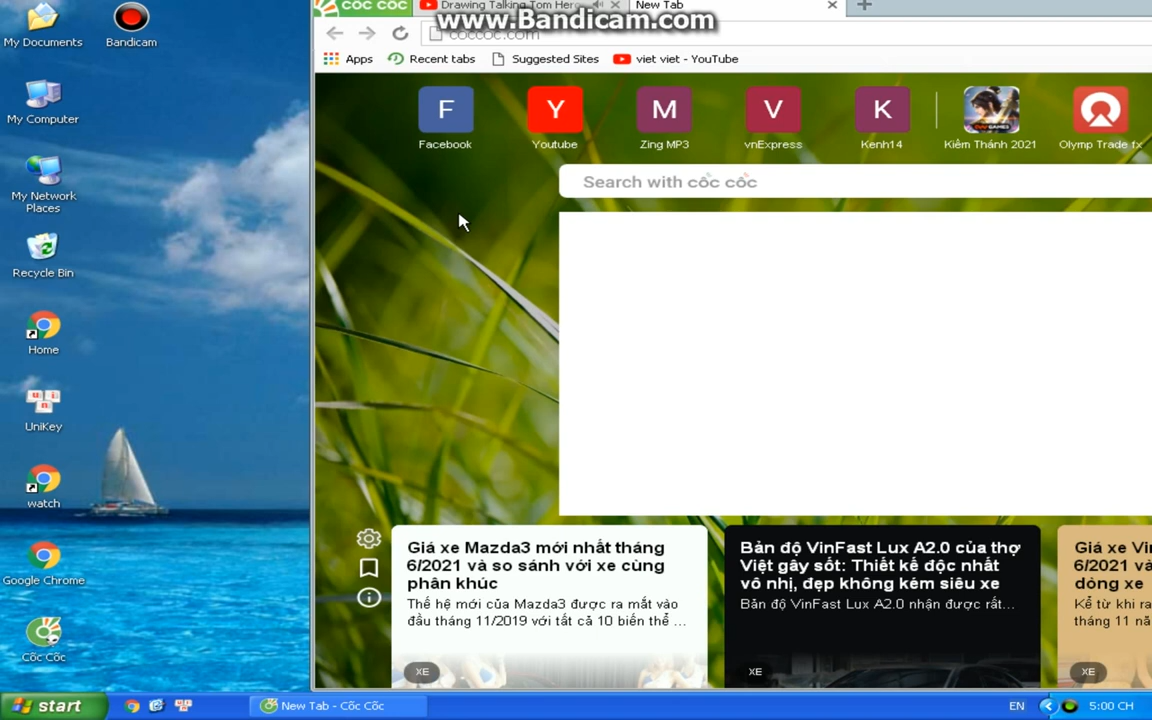 My Documents
Bandicam
My Computer
My Network
Places
Recycle Bin
Home
UniKey
watch
Google Chrome
Cốc Cốc
CỐC CỐC
Drawing Talking Tom Her
New Tab
www.Bandicam.com
coccoc.com
Apps
Recent tabs
Suggested Sites
viet viet - YouTube
F
Y
M
V
K
Facebook
Youtube
Zing MP3
vnExpress
Kenh14
Kiếm Thánh 2021
Olymp Trade fx
Search with cốc cốc
Giá xe Mazda3 mới nhất tháng
6/2021 và so sánh với xe cùng
phân khúc
Thế hệ mới của Mazda3 được ra mắt vào
đầu tháng 11/2019 với tất cả 10 biến thể ...
XE
Bản độ VinFast Lux A2.0 của thợ
Việt gây sốt: Thiết kế độc nhất
vô nhị, đẹp không kém siêu xe
Bản độ VinFast Lux A2.0 nhận được rất...
XE
Giá xe Vi
6/2021 và
dòng xe
Kể từ khi ra
tháng 11 nă
XE
start
New Tab - Cốc Cốc
EN
5:00 CH